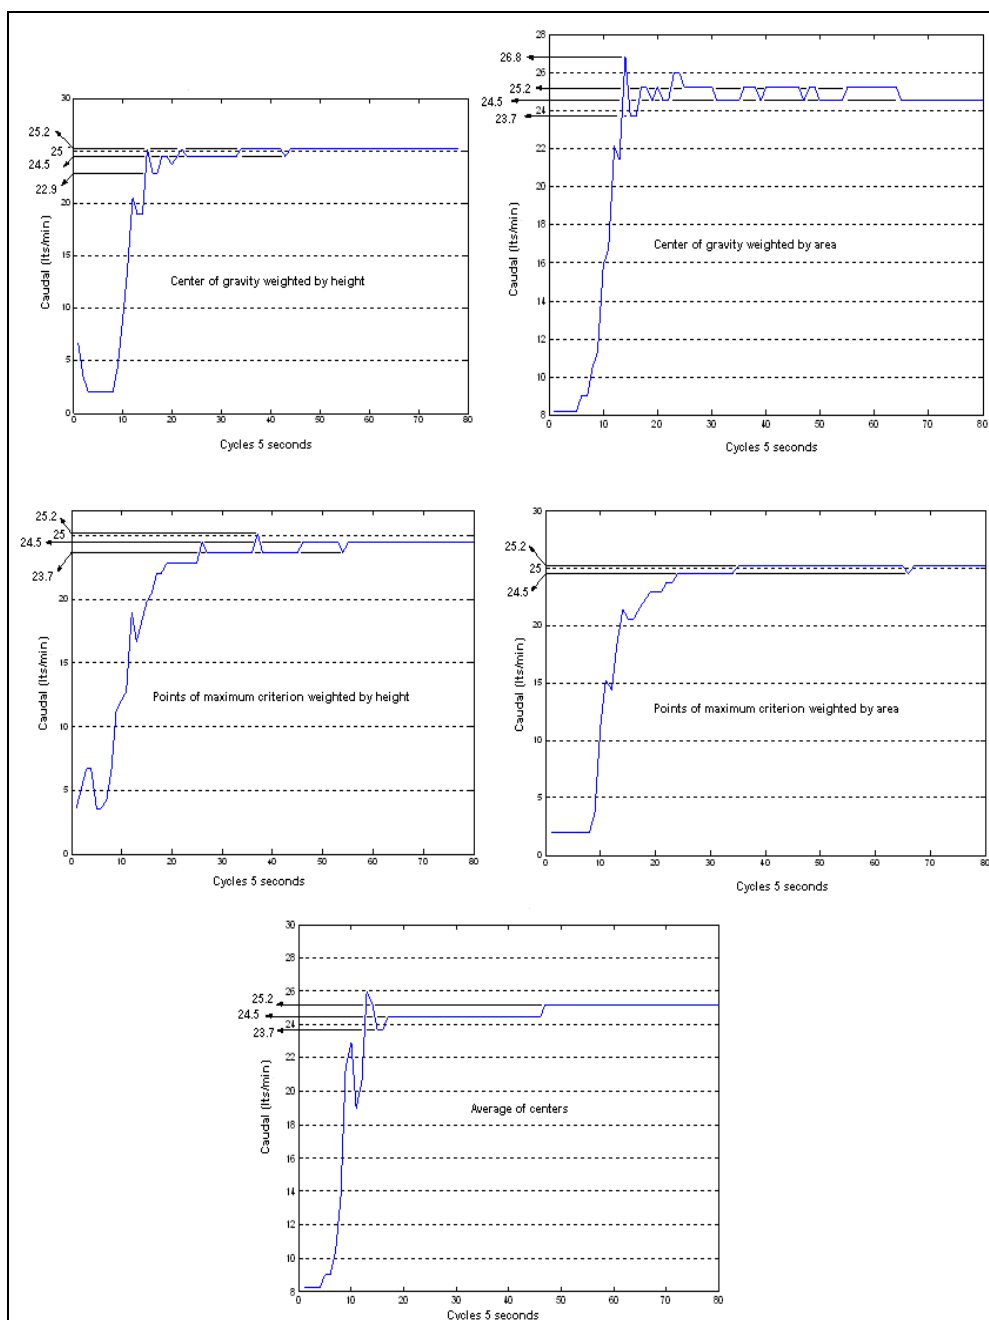 30
25.2
25
24.5
22.9
20
15
10
5
0
Caudal (lts/min)
Center of gravity weighted by height
0 10 20 30 40 50 60 70 80
Cycles 5 seconds
28
26.8
26
25.2
24.5
24
23.7
22
20
18
16
14
12
10
8
Caudal (lts/min)
Center of gravity weighted by area
0 10 20 30 40 50 60 70 80
Cycles 5 seconds
25.2
25
24.5
23.7
20
15
10
5
0
Caudal (lts/min)
Points of maximum criterion weighted by height
0 10 20 30 40 50 60 70 80
Cycles 5 seconds
30
25.2
25
24.5
20
15
10
5
0
Caudal (lts/min)
Points of maximum criterion weighted by area
0 10 20 30 40 50 60 70 80
Cycles 5 seconds
30
28
26
25.2
24.5
24
23.7
22
20
18
16
14
12
10
8
Caudal (lts/min)
Average of centers
0 10 20 30 40 50 60 70 80
Cycles 5 seconds